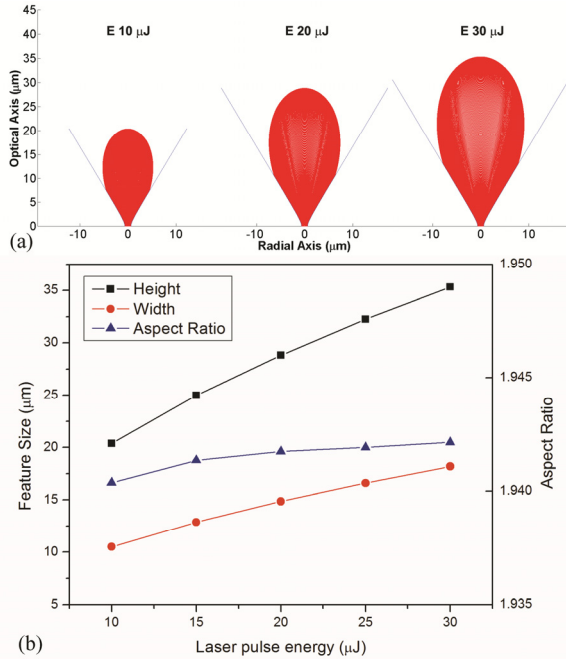 E 10 μJ E 20 μJ E 30 μJ
Optical Axis (μm)
45
40
35
30
25
20
15
10
5
0
-10 0 10 -10 0 10 -10 0 10
Radial Axis (μm)
(a)
Height
Width
Aspect Ratio
Feature Size (μm)
35
30
25
20
15
10
5
1.950
1.945
1.940
1.935
Aspect Ratio
10 15 20 25 30
Laser pulse energy (μJ)
(b)